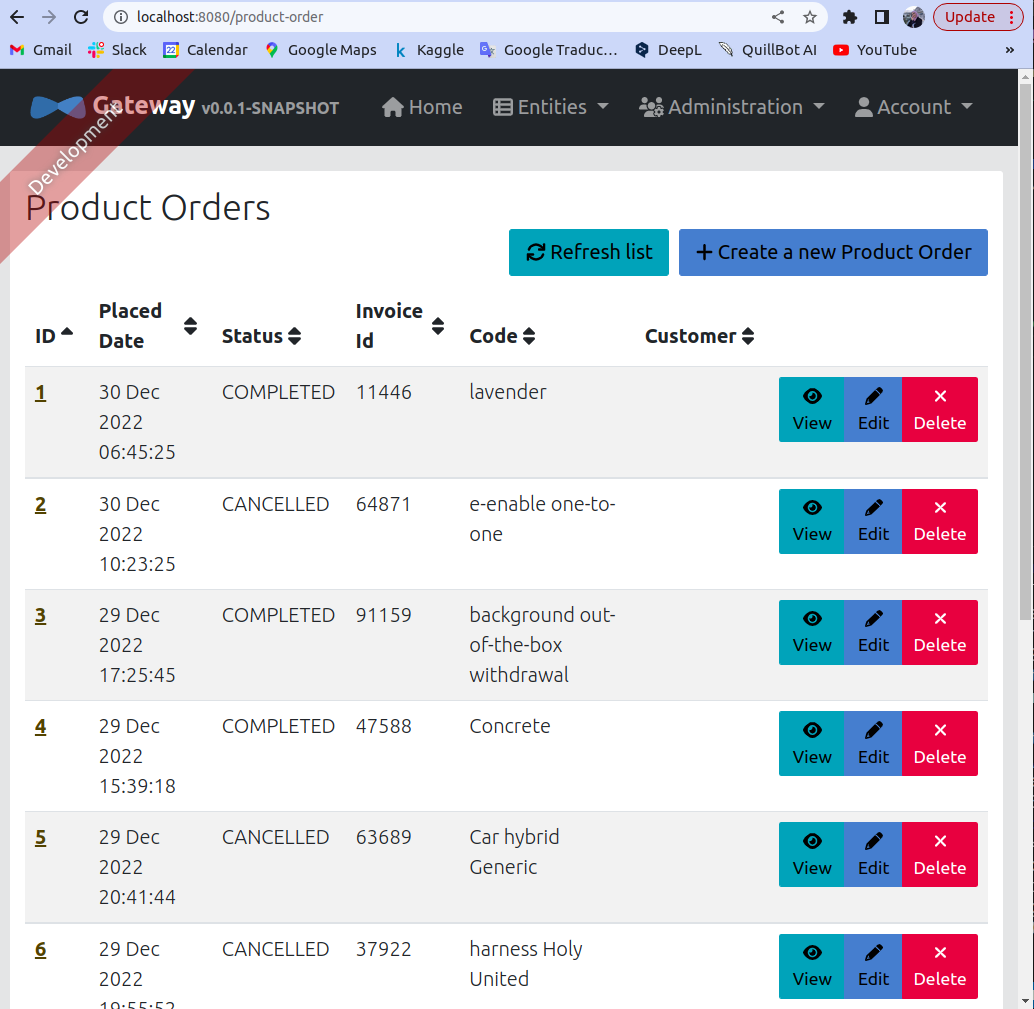 localhost:8080/product-order
Update
Gmail Slack Calendar Google Maps Kaggle Google Traduc... DeepL QuillBot AI YouTube »
Gateway v0.0.1-SNAPSHOT Home Entities Administration Account
Development
Product Orders
Refresh list Create a new Product Order
ID Placed Date Status Invoice Id Code Customer
1 30 Dec 2022 06:45:25 COMPLETED 11446 lavender View Edit Delete
2 30 Dec 2022 10:23:25 CANCELLED 64871 e-enable one-to-one View Edit Delete
3 29 Dec 2022 17:25:45 COMPLETED 91159 background out-of-the-box withdrawal View Edit Delete
4 29 Dec 2022 15:39:18 COMPLETED 47588 Concrete View Edit Delete
5 29 Dec 2022 20:41:44 CANCELLED 63689 Car hybrid Generic View Edit Delete
6 29 Dec 2022 CANCELLED 37922 harness Holy United View Edit Delete